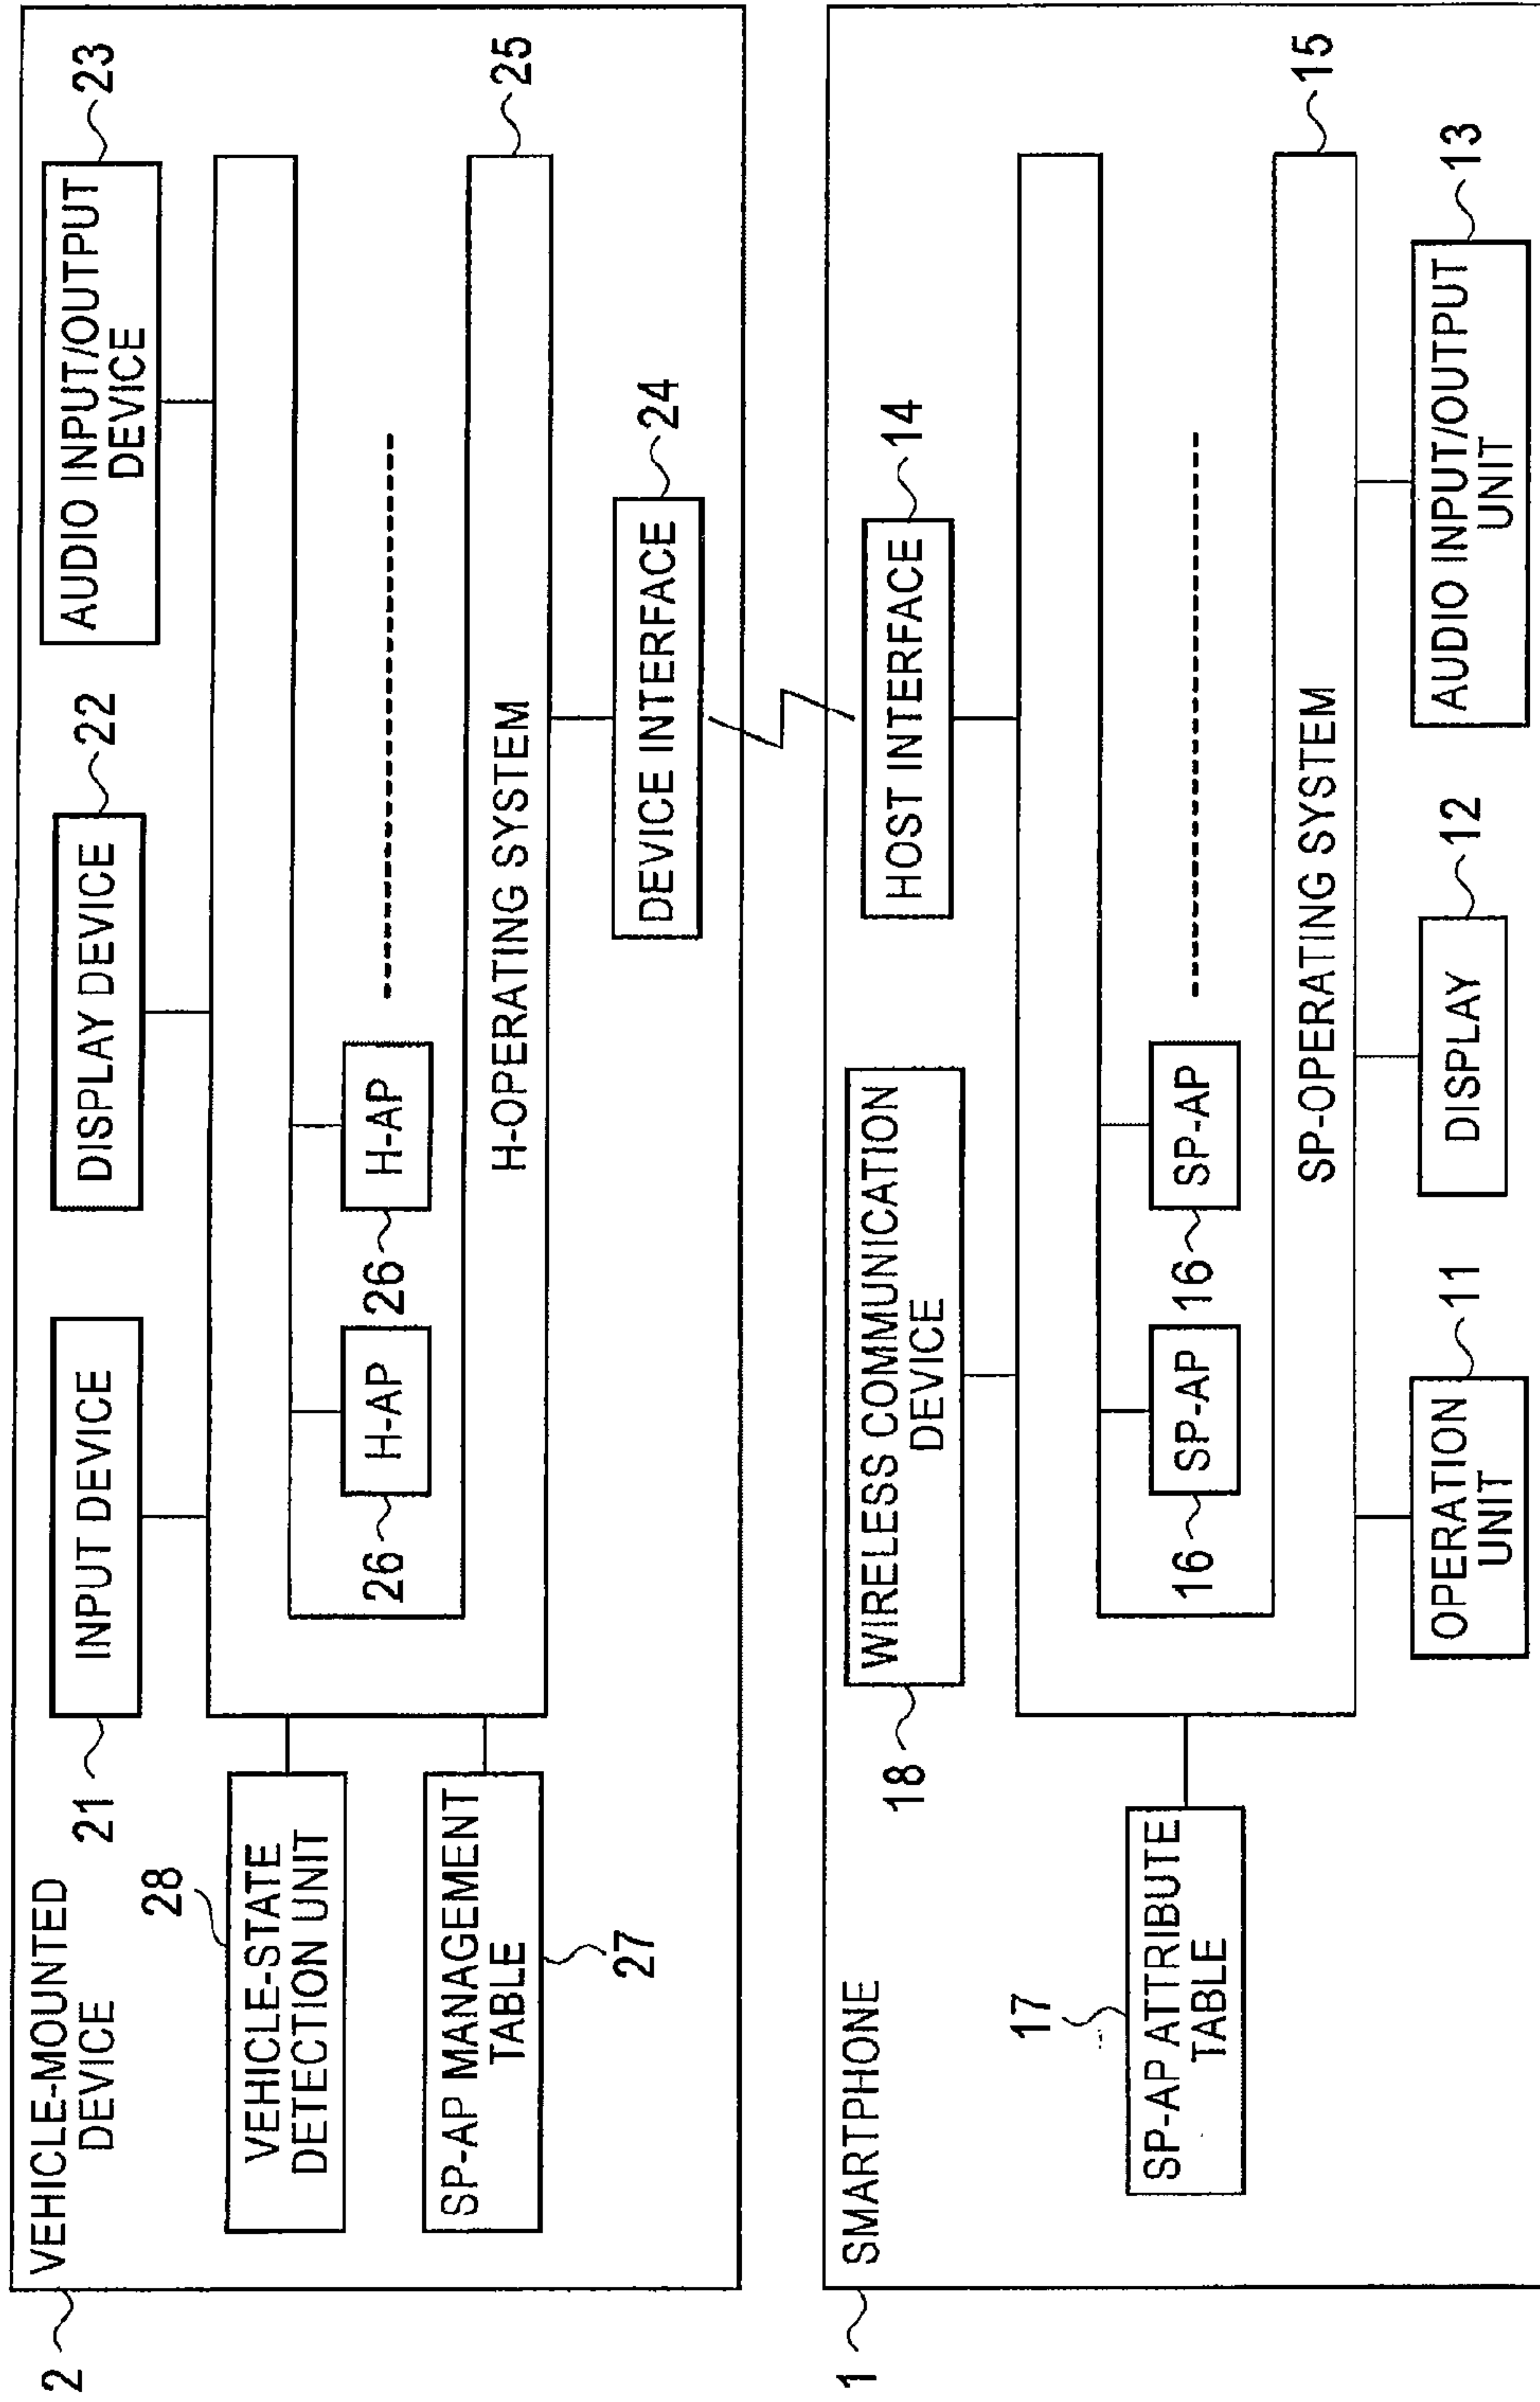 2
VEHICLE-MOUNTED
DEVICE
21
INPUT DEVICE
DISPLAY DEVICE
22
AUDIO INPUT/OUTPUT
DEVICE
23
28
VEHICLE-STATE
DETECTION UNIT
SP-AP MANAGEMENT
TABLE
27
26
H-AP
26
H-AP
H-OPERATING SYSTEM
25
DEVICE INTERFACE
24
1
SMARTPHONE
18
WIRELESS COMMUNICATION
DEVICE
HOST INTERFACE
14
17
SP-AP ATTRIBUTE
TABLE
16
SP-AP
16
SP-AP
SP-OPERATING SYSTEM
15
OPERATION
UNIT
11
DISPLAY
12
AUDIO INPUT/OUTPUT
UNIT
13